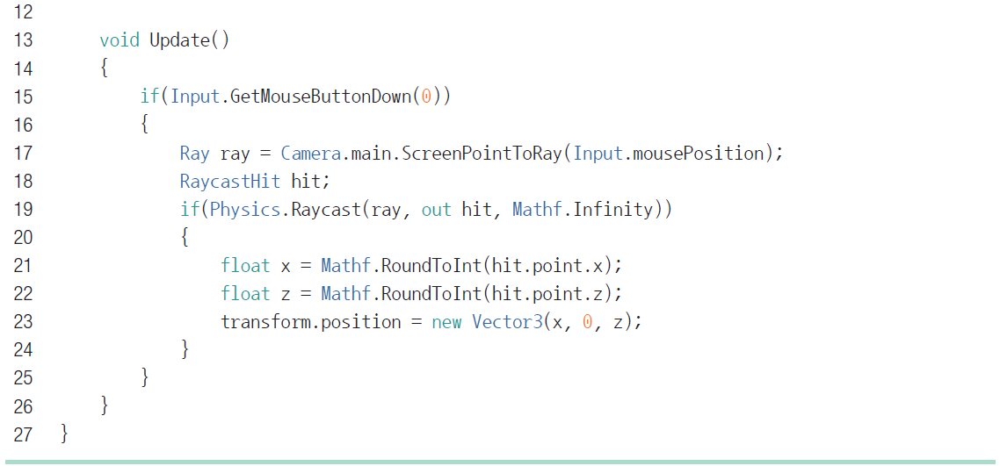 12
13 void Update()
14 {
15 if(Input.GetMouseButtonDown(0))
16 {
17 Ray ray = Camera.main.ScreenPointToRay(Input.mousePosition);
18 RaycastHit hit;
19 if(Physics.Raycast(ray, out hit, Mathf.Infinity))
20 {
21 float x = Mathf.RoundToInt(hit.point.x);
22 float z = Mathf.RoundToInt(hit.point.z);
23 transform.position = new Vector3(x, 0, z);
24 }
25 }
26 }
27 }